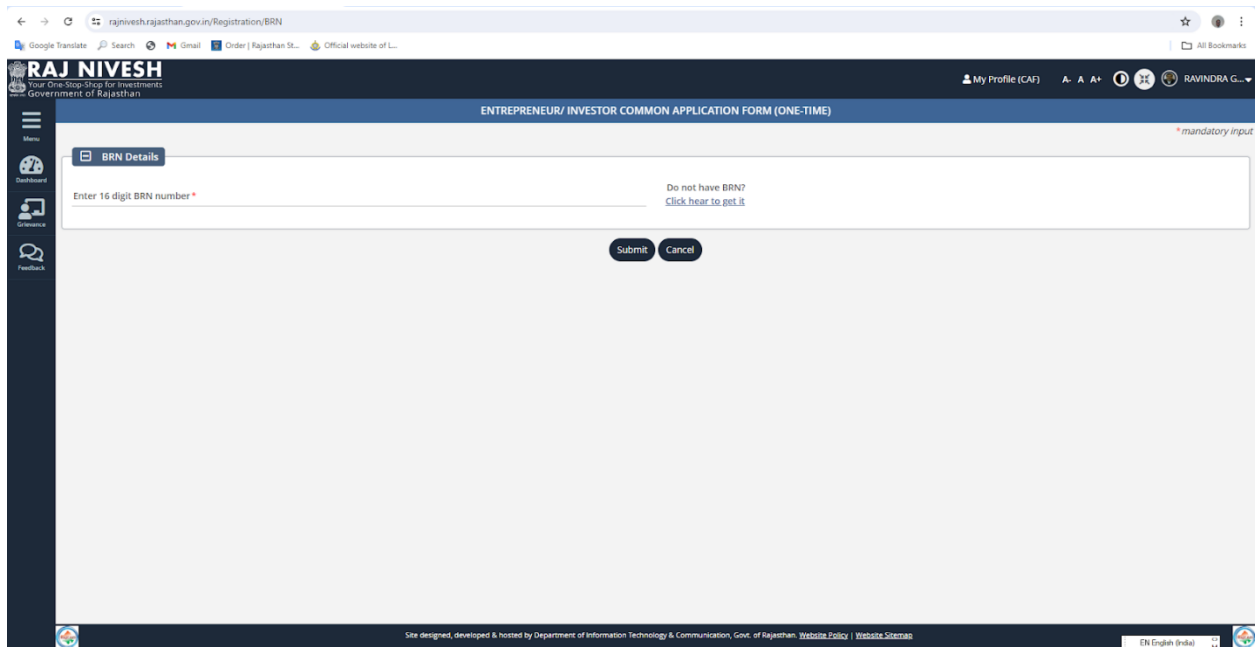 rajnivesh.rajasthan.gov.in/Registration/BRN
Google Translate Search Gmail Order | Rajasthan St... Official website of L... All Bookmarks
RAJ NIVESH
Your One-Stop-Shop for Investments
Government of Rajasthan
My Profile (CAF) A- A A+ RAVINDRA G...
ENTREPRENEUR/ INVESTOR COMMON APPLICATION FORM (ONE-TIME)
*mandatory input
Menu
Dashboard
Grievance
Feedback
BRN Details
Enter 16 digit BRN number*
Do not have BRN?
Click hear to get it
Submit Cancel
Site designed, developed & hosted by Department of Information Technology & Communication, Govt. of Rajasthan. Website Policy | Website Sitemap
EN English (India)